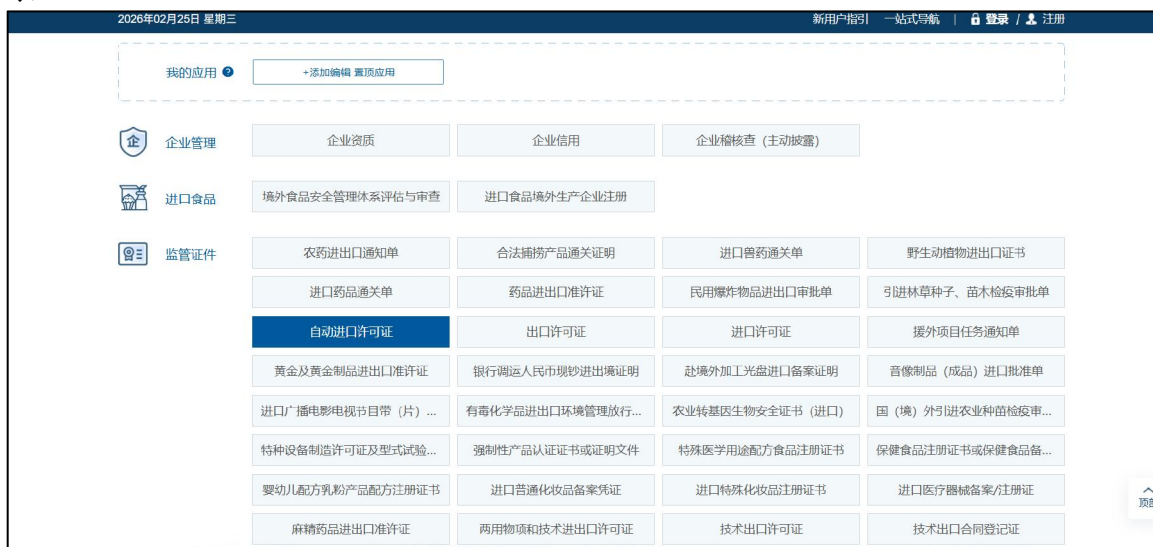 2026年02月25日 星期三 新用户指引 一站式导航 | 登录 / 注册
我的应用 ? +添加编辑 置顶应用
企 企业管理 企业资质 企业信用 企业稽核查（主动披露）
进口食品 境外食品安全管理体系评估与审查 进口食品境外生产企业注册
监管证件 农药进出口通知单 合法捕捞产品通关证明 进口兽药通关单 野生动植物进出口证书
进口药品通关单 药品进出口准许证 民用爆炸物品进出口审批单 引进林草种子、苗木检疫审批单
自动进口许可证 出口许可证 进口许可证 援外项目任务通知单
黄金及黄金制品进出口准许证 银行调运人民币现钞进出境证明 赴境外加工光盘进口备案证明 音像制品（成品）进口批准单
进口广播电影电视节目带（片）... 有毒化学品进出口环境管理放行... 农业转基因生物安全证书（进口） 国（境）外引进农业种苗检疫审...
特种设备制造许可证及型式试验... 强制性产品认证证书或证明文件 特殊医学用途配方食品注册证书 保健食品注册证书或保健食品备...
婴幼儿配方乳粉产品配方注册证书 进口普通化妆品备案凭证 进口特殊化妆品注册证书 进口医疗器械备案/注册证
顶部
麻精药品进出口准许证 两用物项和技术进出口许可证 技术出口许可证 技术出口合同登记证